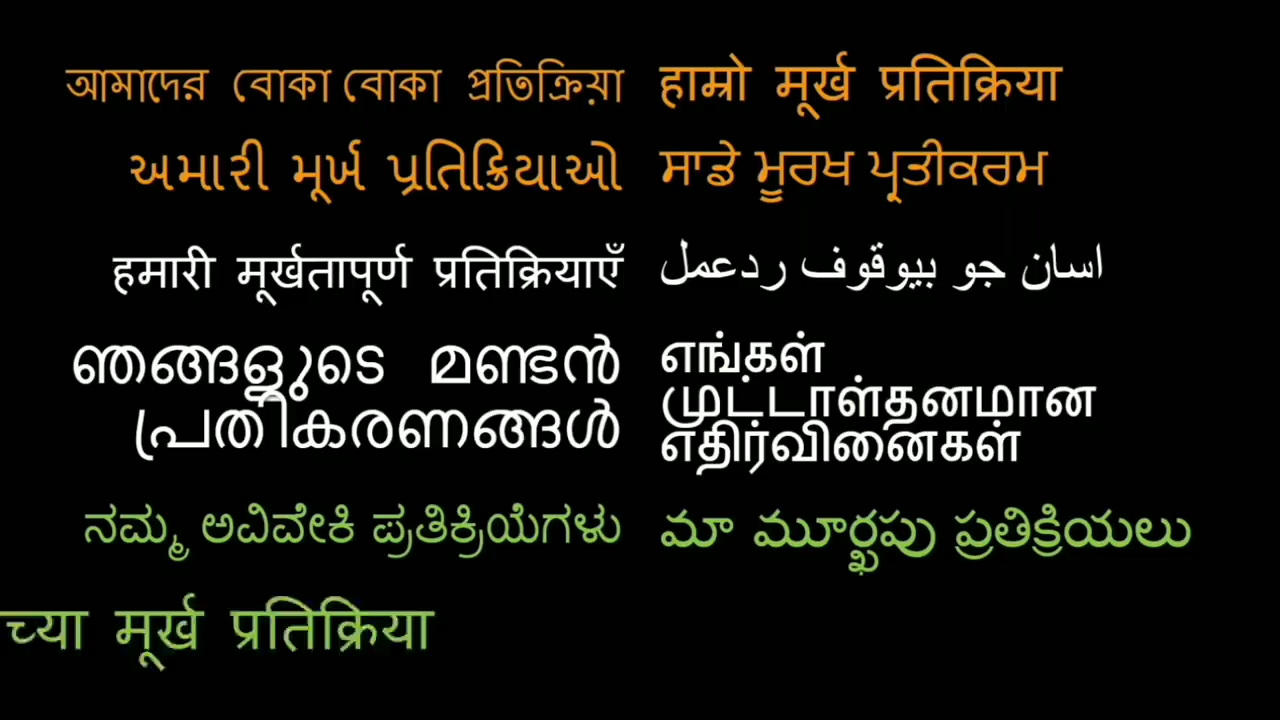 আমাদের বোকা বোকা প্রতিক্রিয়া हाम्रो मूर्ख प्रतिक्रिया
અમારી મૂર્ખ પ્રતિક્રિયાઓ ਸਾਡੇ ਮੂਰਖ ਪ੍ਰਤੀਕਰਮ
हमारी मूर्खतापूर्ण प्रतिक्रियाएँ اسان جو بيوقوف ردعمل
ഞങ്ങളുടെ മണ്ടൻ
പ്രതികരണങ്ങൾ
எங்கள்
முட்டாள்தனமான
எதிர்வினைகள்
ನಮ್ಮ ಅವಿವೇಕಿ ಪ್ರತಿಕ್ರಿಯೆಗಳು మా మూర్ఖపు ప్రతిక్రియలు
च्या मूर्ख प्रतिक्रिया